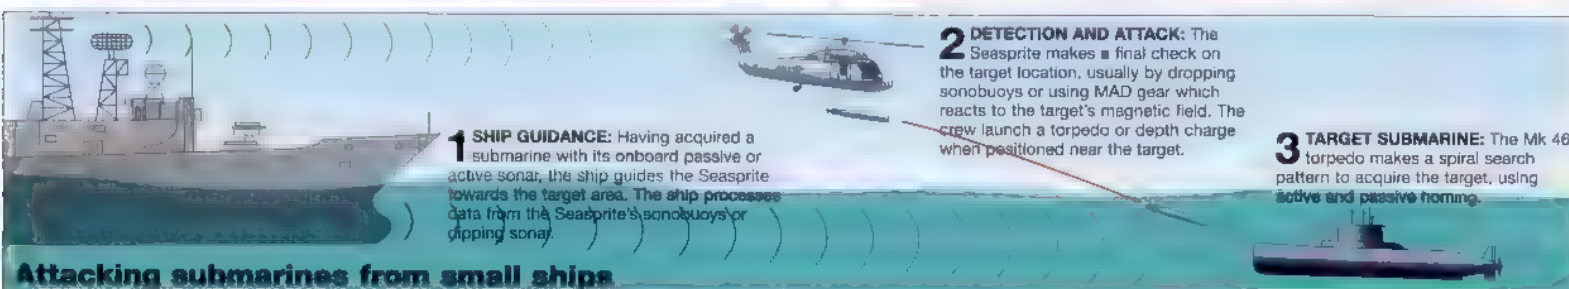 1 SHIP GUIDANCE: Having acquired a
submarine with its onboard passive or
active sonar, the ship guides the Seasprite
towards the target area. The ship processes
data from the Seasprite's sonobuoys or
dipping sonar.
2 DETECTION AND ATTACK: The
Seasprite makes a final check on
the target location, usually by dropping
sonobuoys or using MAD gear which
reacts to the target's magnetic field. The
crew launch a torpedo or depth charge
when positioned near the target.
3 TARGET SUBMARINE: The Mk 46
torpedo makes a spiral search
pattern to acquire the target, using
active and passive homing.
Attacking submarines from small ships